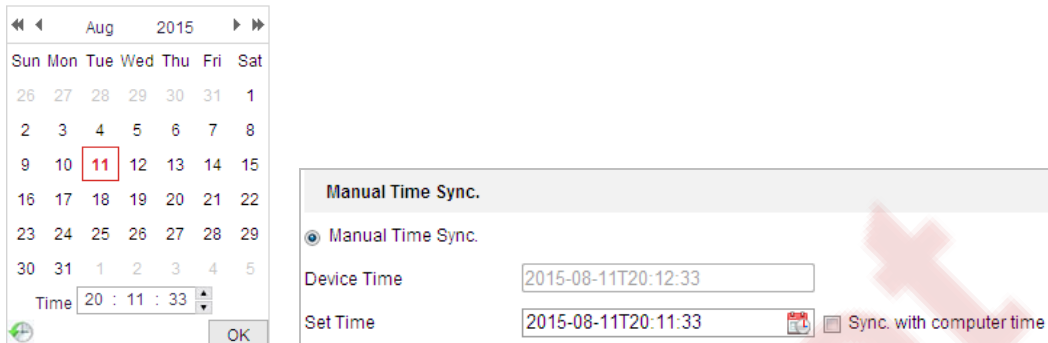 Aug 2015
Sun Mon Tue Wed Thu Fri Sat
26 27 28 29 30 31 1
2 3 4 5 6 7 8
9 10 11 12 13 14 15
16 17 18 19 20 21 22
23 24 25 26 27 28 29
30 31 1 2 3 4 5
Time 20 : 11 : 33
OK
Manual Time Sync.
Manual Time Sync.
Device Time 2015-08-11T20:12:33
Set Time 2015-08-11T20:11:33 Sync. with computer time